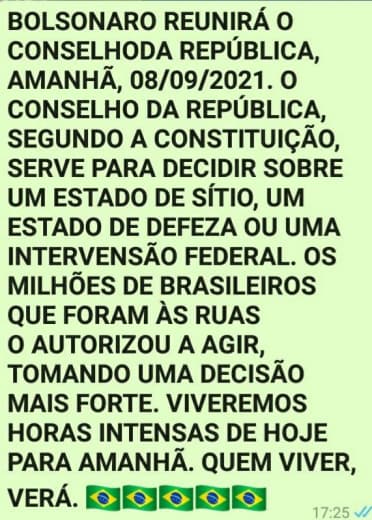 BOLSONARO REUNIRÁ O
CONSELHODA REPÚBLICA,
AMANHÃ, 08/09/2021. O
CONSELHO DA REPÚBLICA,
SEGUNDO A CONSTITUIÇÃO,
SERVE PARA DECIDIR SOBRE
UM ESTADO DE SÍTIO, UM
ESTADO DE DEFEZA OU UMA
INTERVENSÃO FEDERAL. OS
MILHÕES DE BRASILEIROS
QUE FORAM ÀS RUAS
O AUTORIZOU A AGIR,
TOMANDO UMA DECISÃO
MAIS FORTE. VIVEREMOS
HORAS INTENSAS DE HOJE
PARA AMANHÃ. QUEM VIVER,
VERÁ. 🇧🇷🇧🇷🇧🇷🇧🇷🇧🇷
17:25